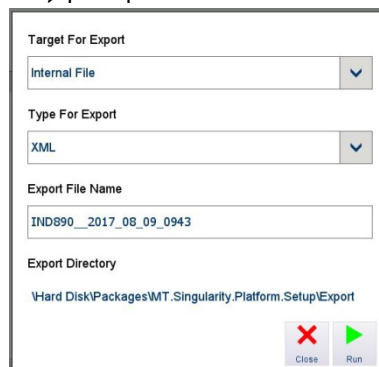 Target For Export
Internal File
Type For Export
XML
Export File Name
IND890__2017_08_09_0943
Export Directory
\Hard Disk\Packages\MT.Singularity.Platform.Setup\Export
Close Run